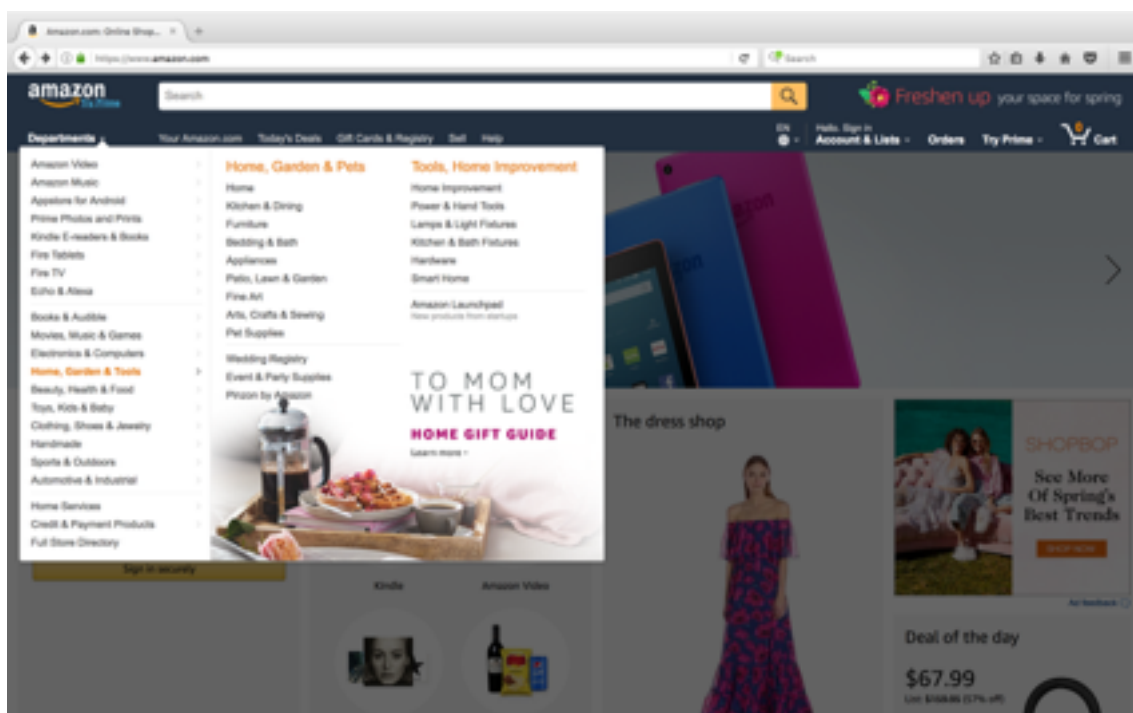 Amazon.com: Online Shop...
https://www.amazon.com
Search
amazon
Try Prime
Search
Freshen up your space for spring
Departments
Your Amazon.com Today's Deals Gift Cards & Registry Sell Help
EN
Hello. Sign in
Account & Lists
Orders
Try Prime
0
Cart
Amazon Video
Amazon Music
Appstore for Android
Prime Photos and Prints
Kindle E-readers & Books
Fire Tablets
Fire TV
Echo & Alexa
Books & Audible
Movies, Music & Games
Electronics & Computers
Home, Garden & Tools
Beauty, Health & Food
Toys, Kids & Baby
Clothing, Shoes & Jewelry
Handmade
Sports & Outdoors
Automotive & Industrial
Home Services
Credit & Payment Products
Full Store Directory
Home, Garden & Pets
Home
Kitchen & Dining
Furniture
Bedding & Bath
Appliances
Patio, Lawn & Garden
Fine Art
Arts, Crafts & Sewing
Pet Supplies
Wedding Registry
Event & Party Supplies
Pinzon by Amazon
Tools, Home Improvement
Home Improvement
Power & Hand Tools
Lamps & Light Fixtures
Kitchen & Bath Fixtures
Hardware
Smart Home
Amazon Launchpad
New products from startups
TO MOM
WITH LOVE
HOME GIFT GUIDE
Learn more
Sign in securely
Kindle
Amazon Video
The dress shop
SHOPBOP
See More
Of Spring's
Best Trends
SHOP NOW
Ad feedback
Deal of the day
$67.99
List: (57% off)